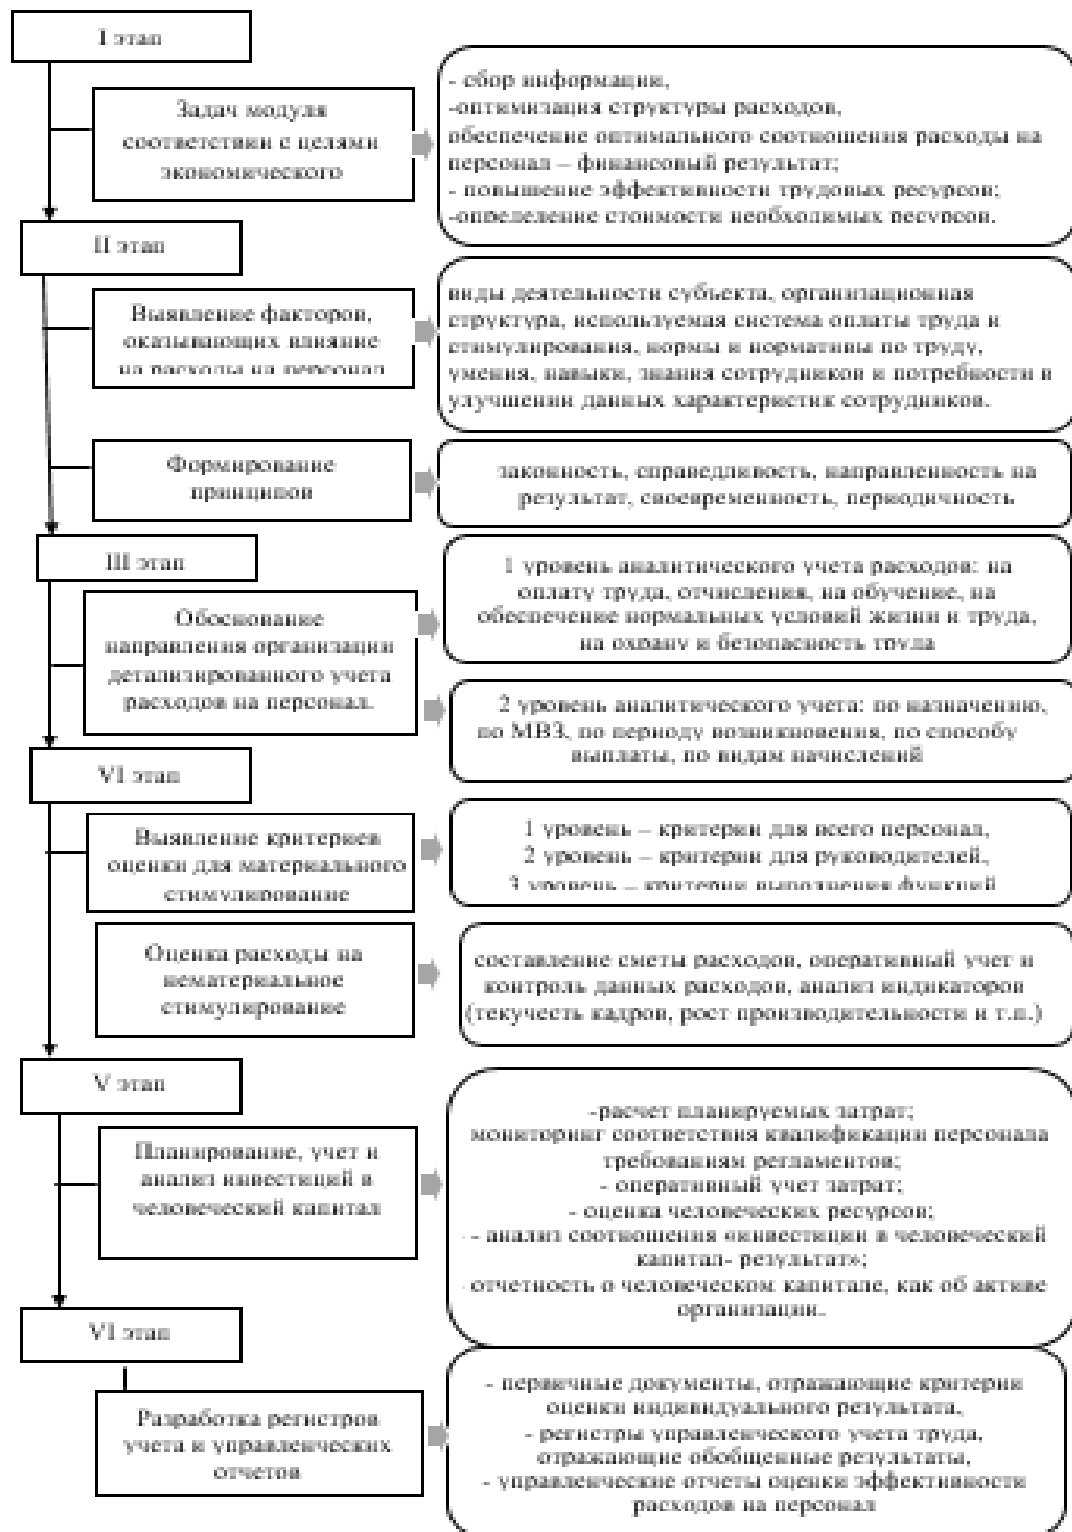 I этап
Задач модуля
соответствии с целями
экономического
- сбор информации,
-оптимизация структуры расходов,
обеспечение оптимального соотношения расходы на
персонал – финансовый результат;
- повышение эффективности трудовых ресурсов;
-определение стоимости необходимых ресурсов.
II этап
Выявление факторов,
оказывающих влияние
на расходы на персонал
виды деятельности субъекта, организационная
структура, используемая система оплаты труда и
стимулирования, нормы и нормативы по труду,
умения, навыки, знания сотрудников и потребности в
улучшении данных характеристик сотрудников.
Формирование
принципов
законность, справедливость, направленность на
результат, своевременность, периодичность
III этап
Обоснование
направления организации
детализированного учета
расходов на персонал.
1 уровень аналитического учета расходов: на
оплату труда, отчисления, на обучение, на
обеспечение нормальных условий жизни и труда,
на охрану и безопасность труда
2 уровень аналитического учета: по назначению,
по МВЗ, по периоду возникновения, по способу
выплаты, по видам начислений
VI этап
Выявление критериев
оценки для материального
стимулирование
1 уровень – критерии для всего персонал,
2 уровень – критерии для руководителей,
3 уровень – критерии выполнения функций
Оценка расходы на
нематериальное
стимулирование
составление сметы расходов, оперативный учет и
контроль данных расходов, анализ индикаторов
(текучесть кадров, рост производительности и т.п.)
V этап
Планирование, учет и
анализ инвестиций в
человеческий капитал
-расчет планируемых затрат;
мониторинг соответствия квалификации персонала
требованиям регламентов;
- оперативный учет затрат;
- оценка человеческих ресурсов;
- анализ соотношения «инвестиции в человеческий
капитал- результат»;
отчетность о человеческом капитале, как об активе
организации.
VI этап
Разработка регистров
учета и управленческих
отчетов
- первичные документы, отражающие критерии
оценки индивидуального результата,
- регистры управленческого учета труда,
отражающие обобщенные результаты,
- управленческие отчеты оценки эффективности
расходов на персонал